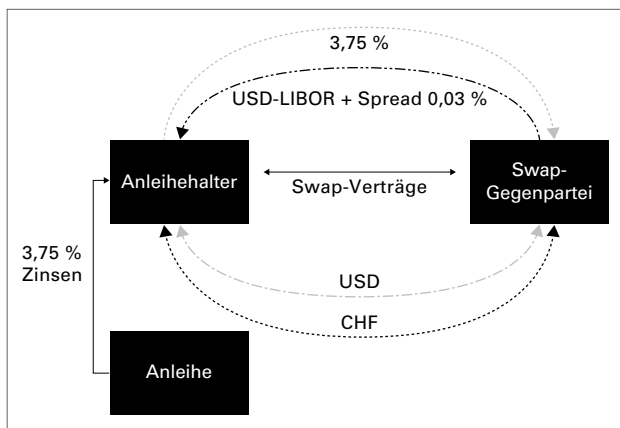 3,75 %
USD-LIBOR + Spread 0,03 %
Anleihehalter
Swap-Verträge
Swap-
Gegenpartei
3,75 %
Zinsen
USD
CHF
Anleihe